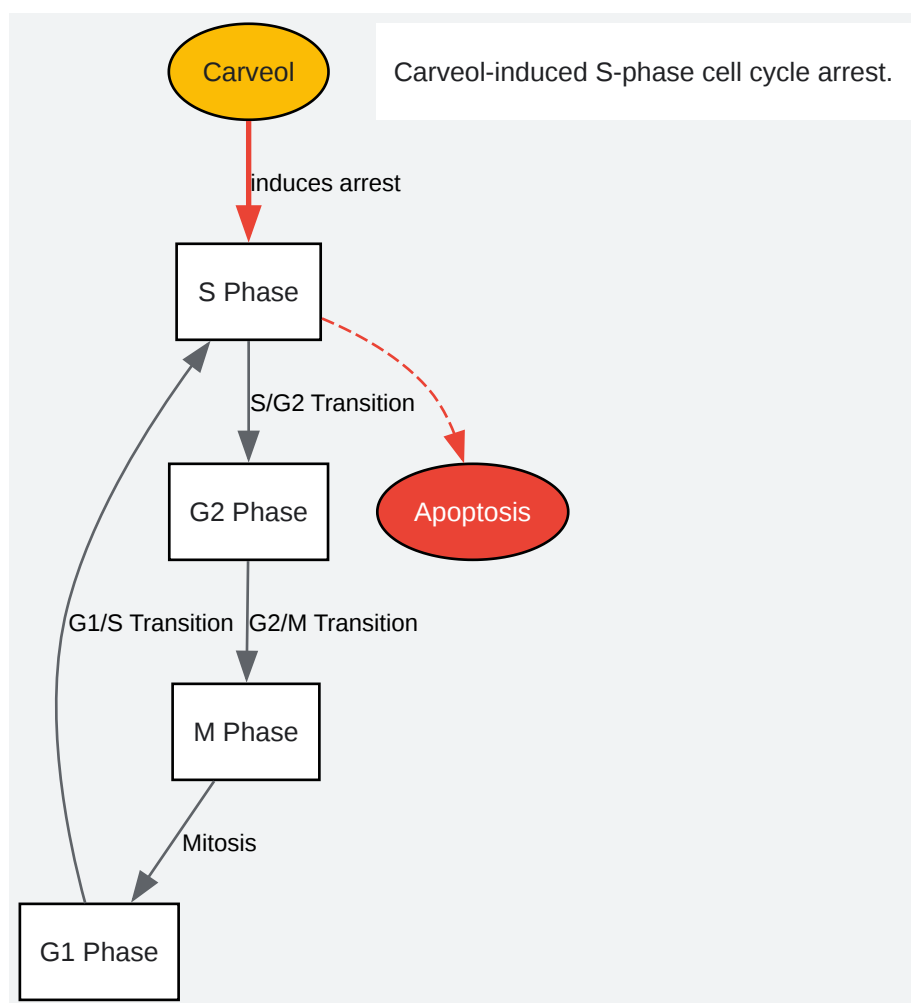 Carveol
Carveol-induced S-phase cell cycle arrest.
induces arrest
S Phase
S/G2 Transition
G2 Phase
Apoptosis
G1/S Transition
G2/M Transition
M Phase
Mitosis
G1 Phase